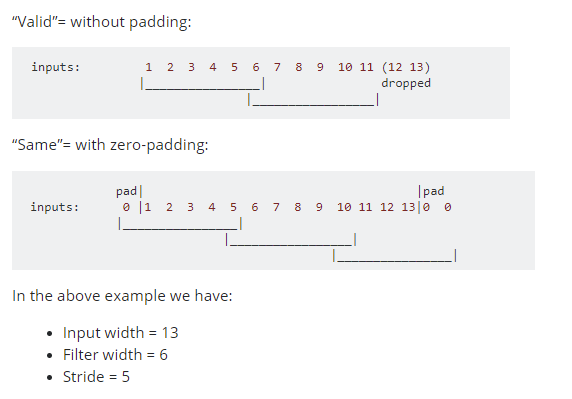 “Valid”= without padding:
inputs: 1 2 3 4 5 6 7 8 9 10 11 (12 13)
|________________| dropped
|_________________|
“Same”= with zero-padding:
pad| |pad
inputs: 0 |1 2 3 4 5 6 7 8 9 10 11 12 13|0 0
|________________|
|_________________|
|________________|
In the above example we have:
• Input width = 13
• Filter width = 6
• Stride = 5